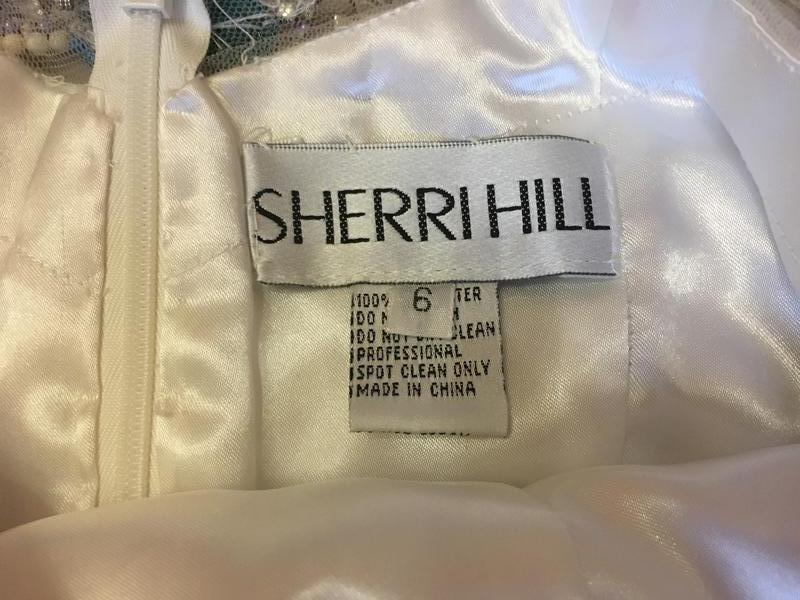 SHERRI HILL
6
100%
DO
DO NOT CLEAN
PROFESSIONAL
SPOT CLEAN ONLY
MADE IN CHINA